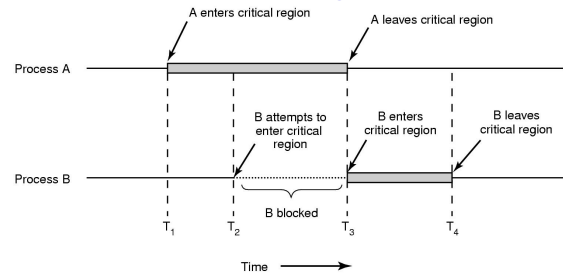 A enters critical region
A leaves critical region
Process A
B attempts to
enter critical
region
B enters
critical region
B leaves
critical region
Process B
B blocked
T1
T2
T3
T4
Time